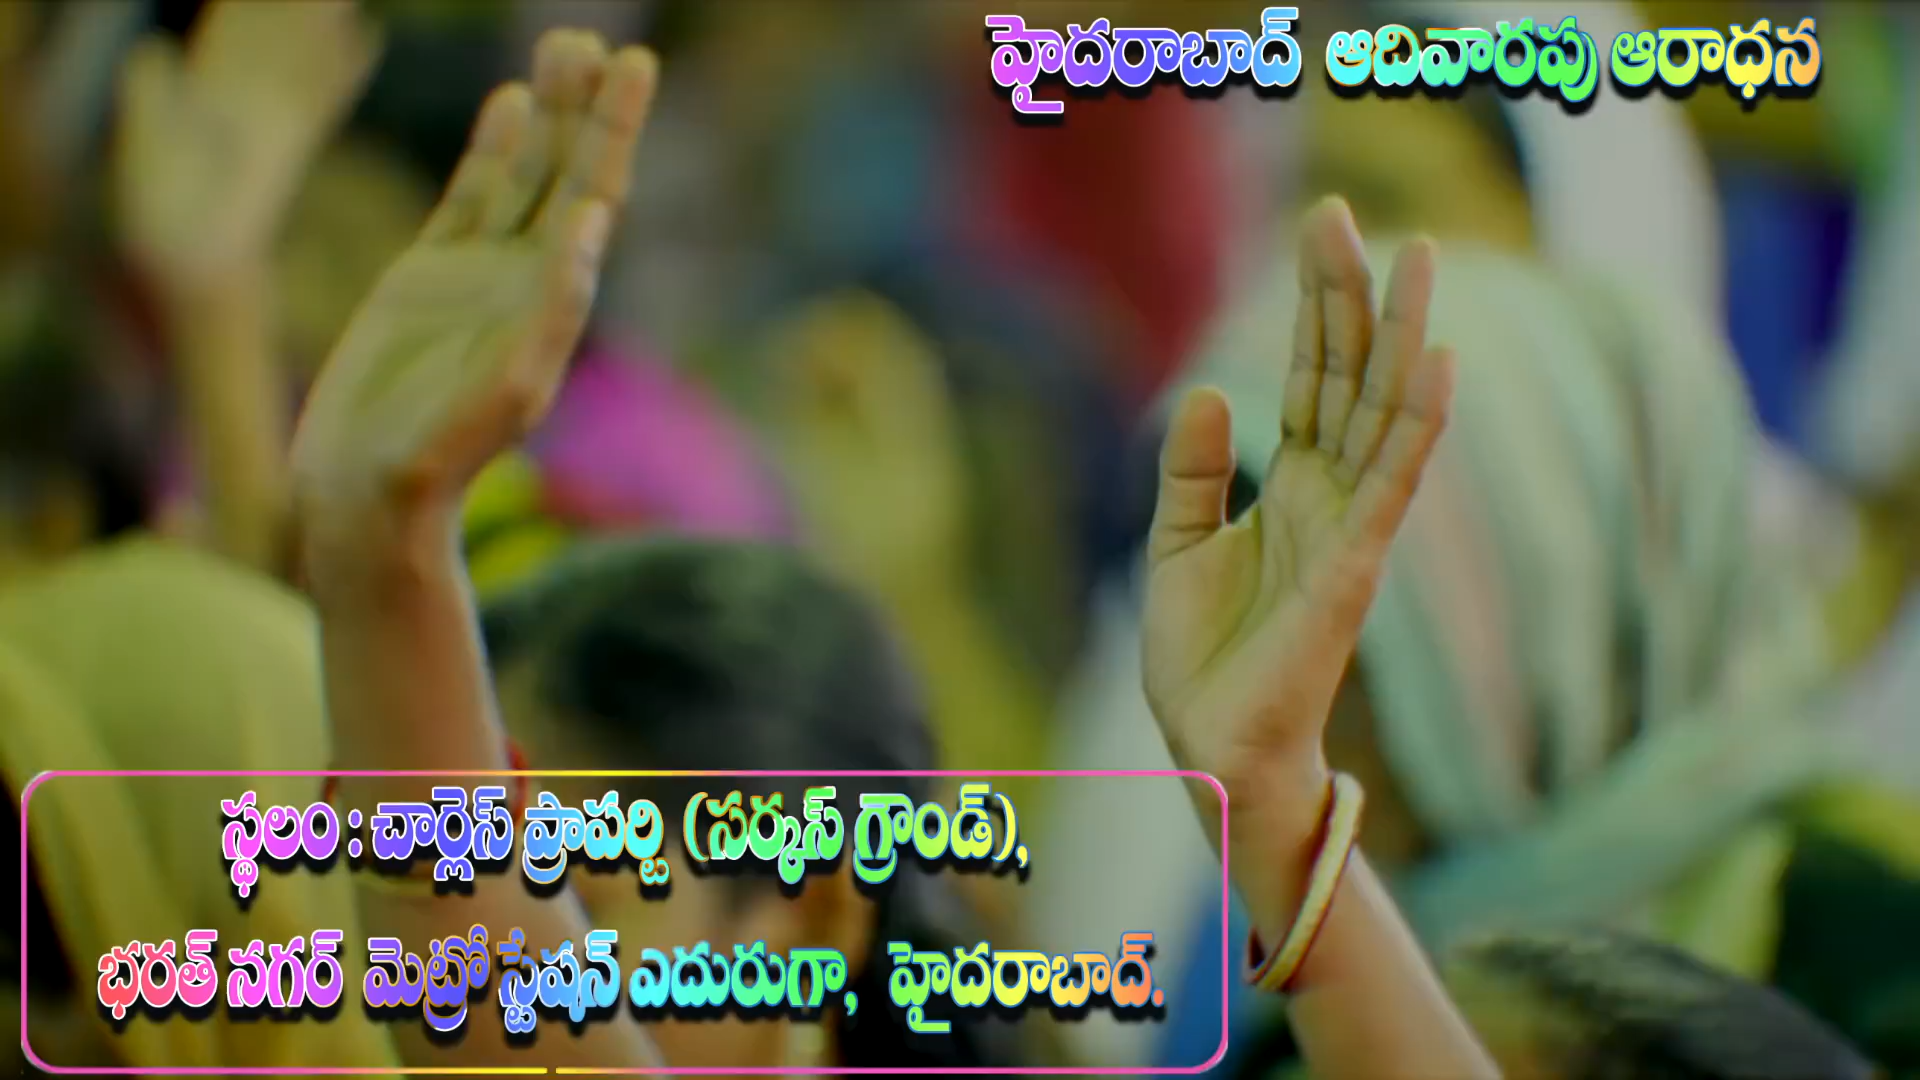 హైదరాబాద్ ఆదివారపు ఆరాధన
స్థలం : చార్లెస్ ప్రాపర్టి (సర్కస్ గ్రౌండ్),
భరత్ నగర్ మెట్రో స్టేషన్ ఎదురుగా, హైదరాబాద్.